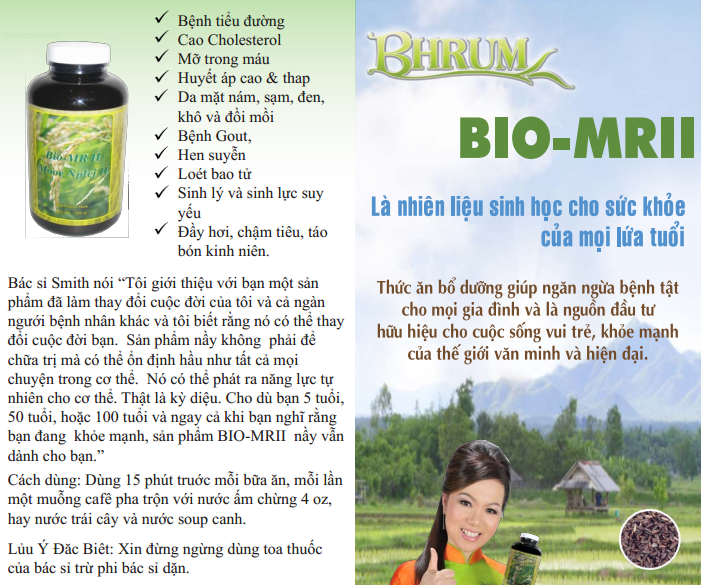 Bệnh tiểu đường
Cao Cholesterol
Mỡ trong máu
Huyết áp cao & thap
Da mặt nám, sạm, đen,
khô và đồi mồi
Bệnh Gout,
Hen suyễn
Loét bao tử
Sinh lý và sinh lực suy
yếu
Đầy hơi, chậm tiêu, táo
bón kinh niên.
Bio-MR II
Moov Nplej II
Bác sỉ Smith nói “Tôi giới thiệu với bạn một sản
phẩm đã làm thay đổi cuộc đời của tôi và cả ngàn
ngưới bệnh nhân khác và tôi biết rằng nó có thể thay
đổi cuộc đời bạn. Sản phẩm nầy không phải để
chữa trị mà có thể ổn định hầu như tất cả mọi
chuyện trong cơ thể. Nó có thể phát ra năng lực tự
nhiên cho cơ thể. Thật là kỳ diệu. Cho dù bạn 5 tuổi,
50 tuổi, hoặc 100 tuổi và ngay cả khi bạn nghĩ rằng
bạn đang khỏe mạnh, sản phẩm BIO-MRII nầy vẫn
dành cho bạn.”
Cách dùng: Dùng 15 phút truớc mỗi bữa ăn, mỗi lần
một muỗng cafê pha trộn với nước ấm chừng 4 oz,
hay nước trái cây và nước soup canh.
Lủu Ý Đăc Biêt: Xin đừng ngừng dùng toa thuốc
của bác sỉ trừ phi bác sỉ dặn.
BHRUM
BIO-MRII
Là nhiên liệu sinh học cho sức khỏe
của mọi lứa tuổi
Thức ăn bổ dưỡng giúp ngăn ngừa bệnh tật
cho mọi gia đình và là nguồn đầu tư
hữu hiệu cho cuộc sống vui trẻ, khỏe mạnh
của thế giới văn minh và hiện đại.